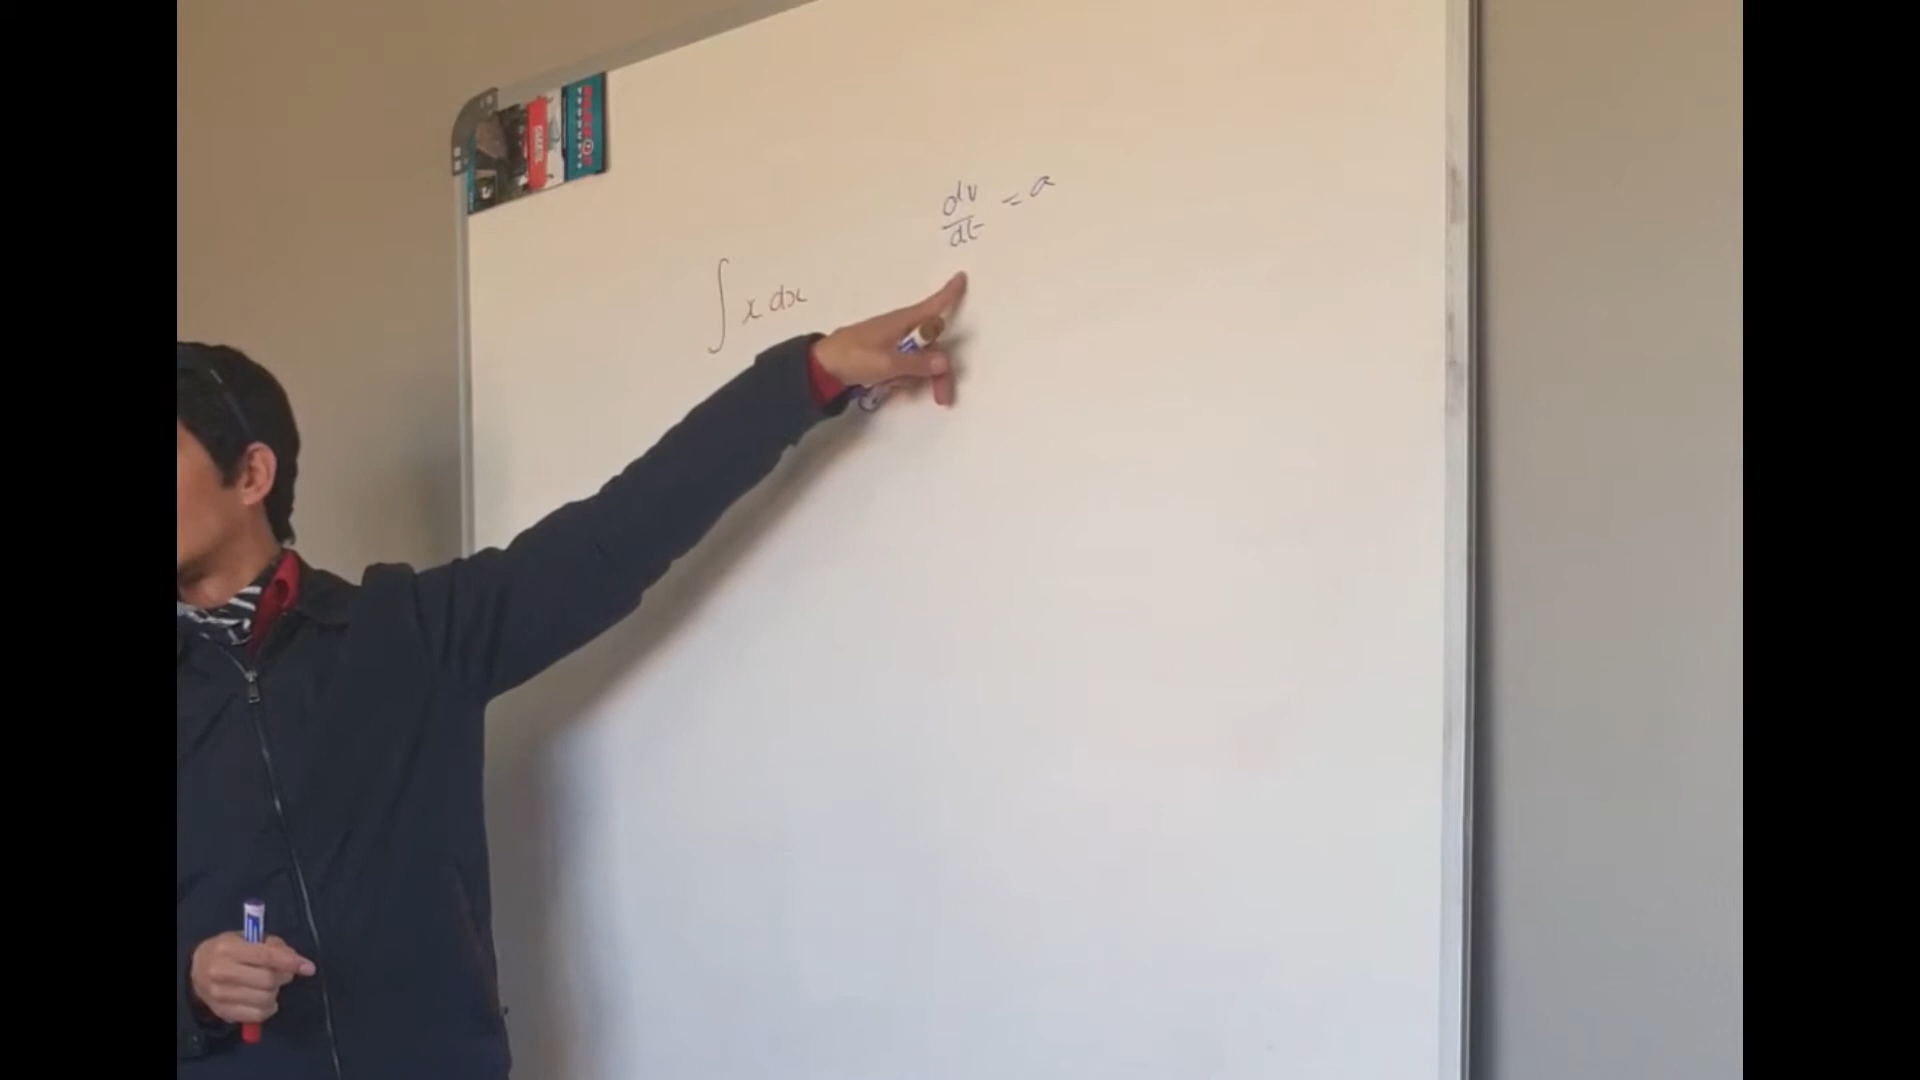 dv/dt = a
∫ x dx